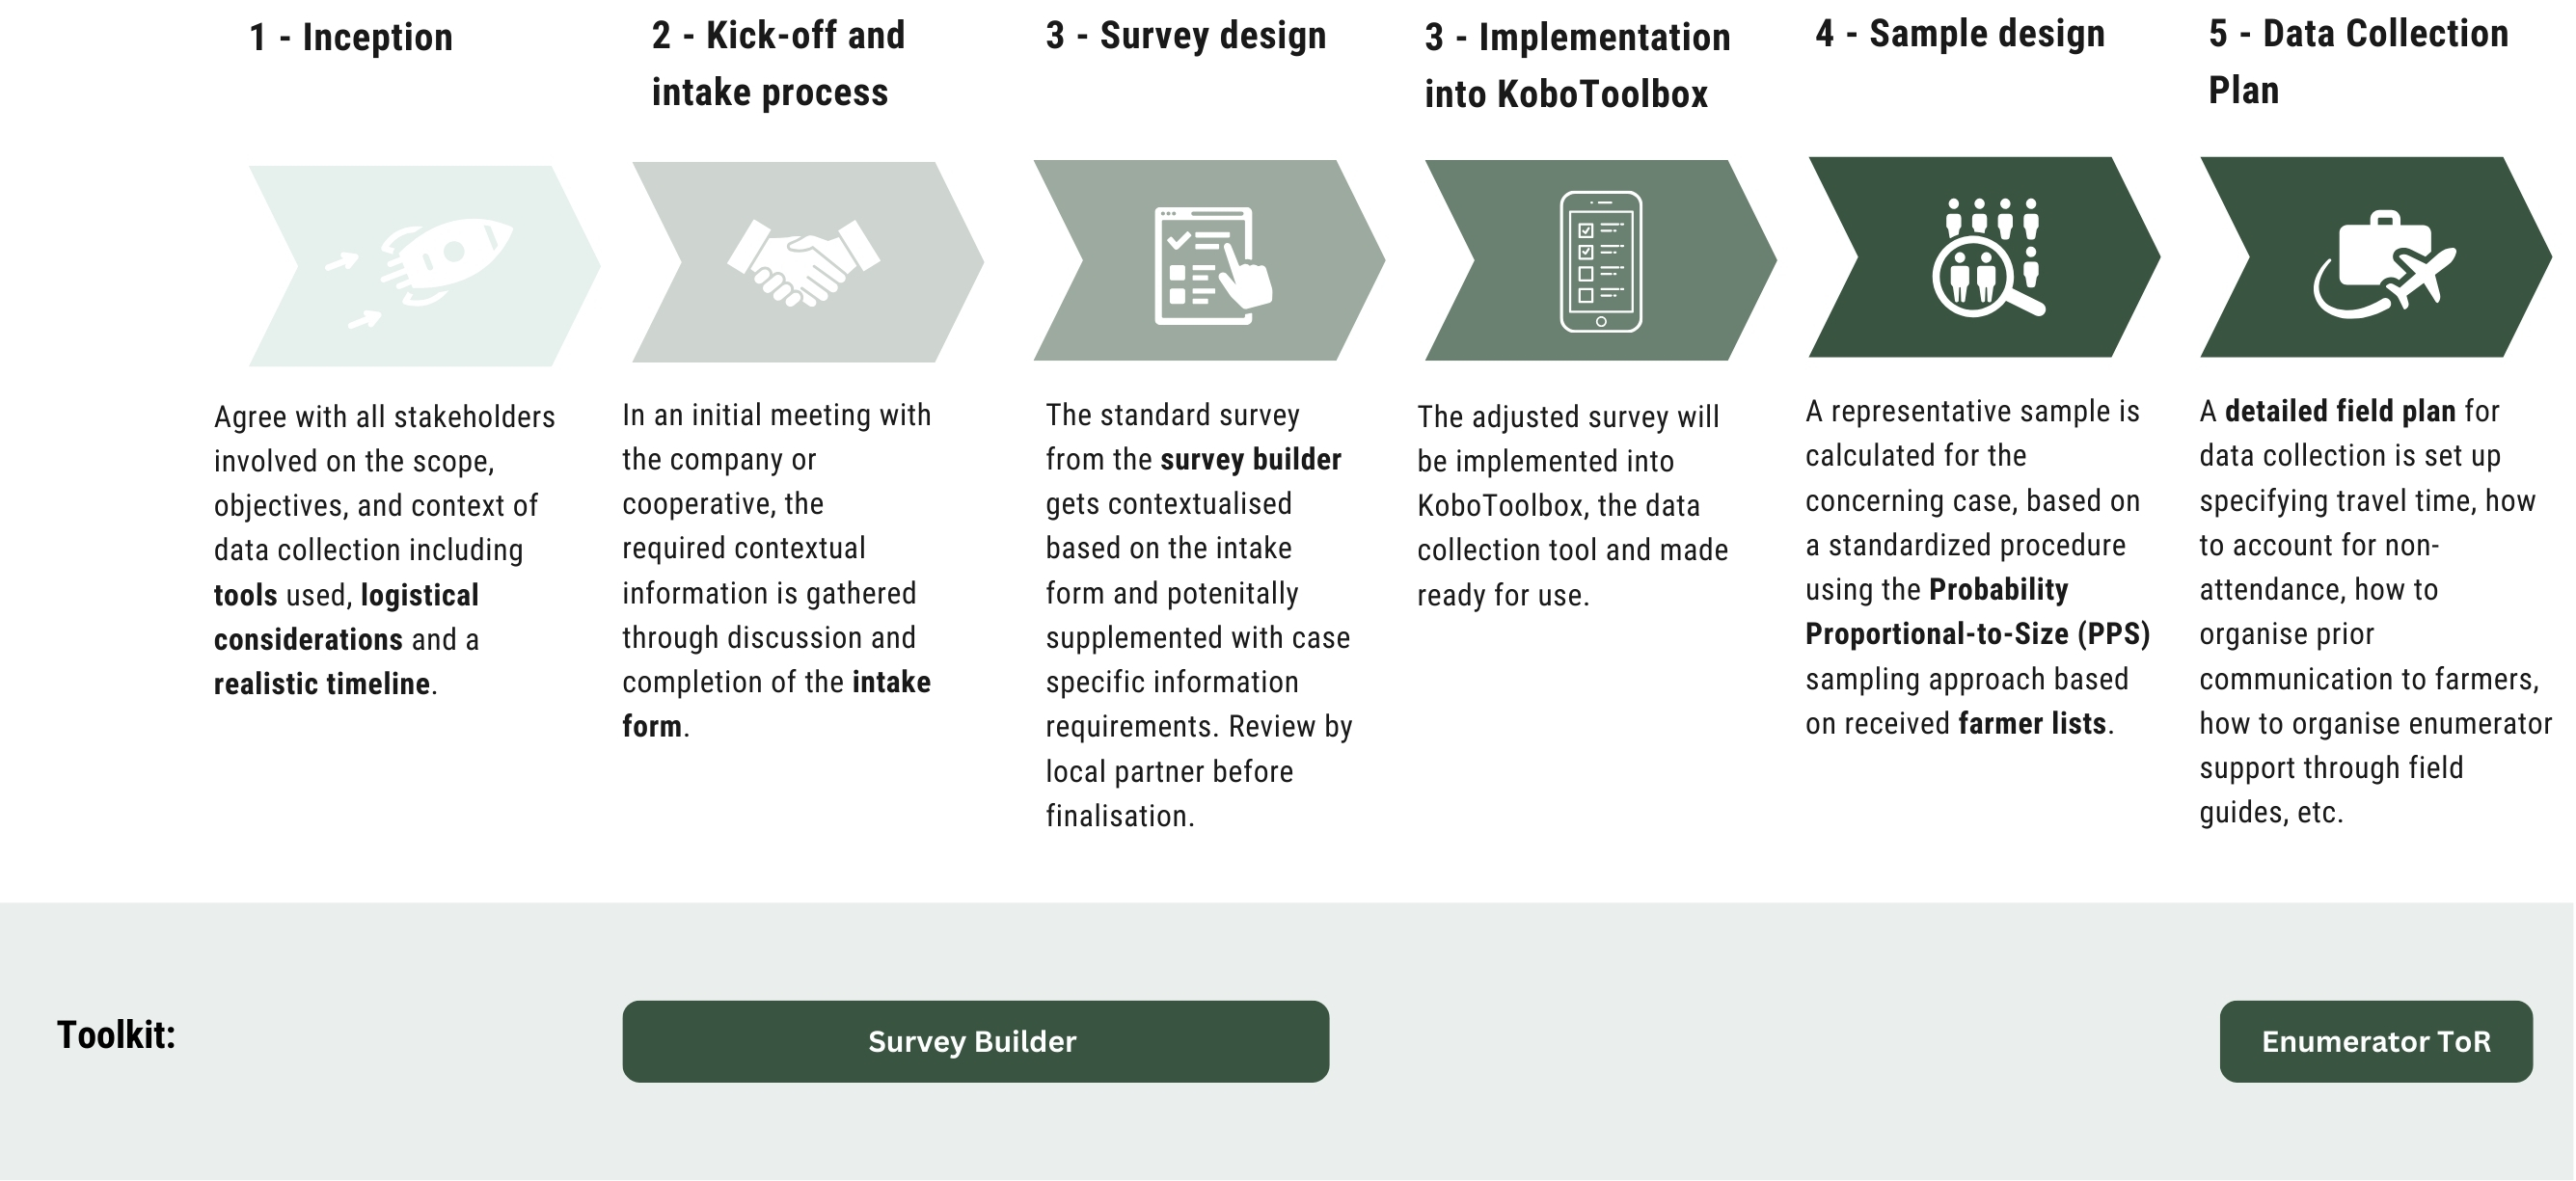 1 - Inception
2 - Kick-off and
intake process
3 - Survey design
3 - Implementation
into KoboToolbox
4 - Sample design
5 - Data Collection
Plan
Agree with all stakeholders
involved on the scope,
objectives, and context of
data collection including
tools used, logistical
considerations and a
realistic timeline.
In an initial meeting with
the company or
cooperative, the
required contextual
information is gathered
through discussion and
completion of the intake
form.
The standard survey
from the survey builder
gets contextualised
based on the intake
form and potenitally
supplemented with case
specific information
requirements. Review by
local partner before
finalisation.
The adjusted survey will
be implemented into
KoboToolbox, the data
collection tool and made
ready for use.
A representative sample is
calculated for the
concerning case, based on
a standardized procedure
using the Probability
Proportional-to-Size (PPS)
sampling approach based
on received farmer lists.
A detailed field plan for
data collection is set up
specifying travel time, how
to account for non-
attendance, how to
organise prior
communication to farmers,
how to organise enumerator
support through field
guides, etc.
Toolkit:
Survey Builder
Enumerator ToR